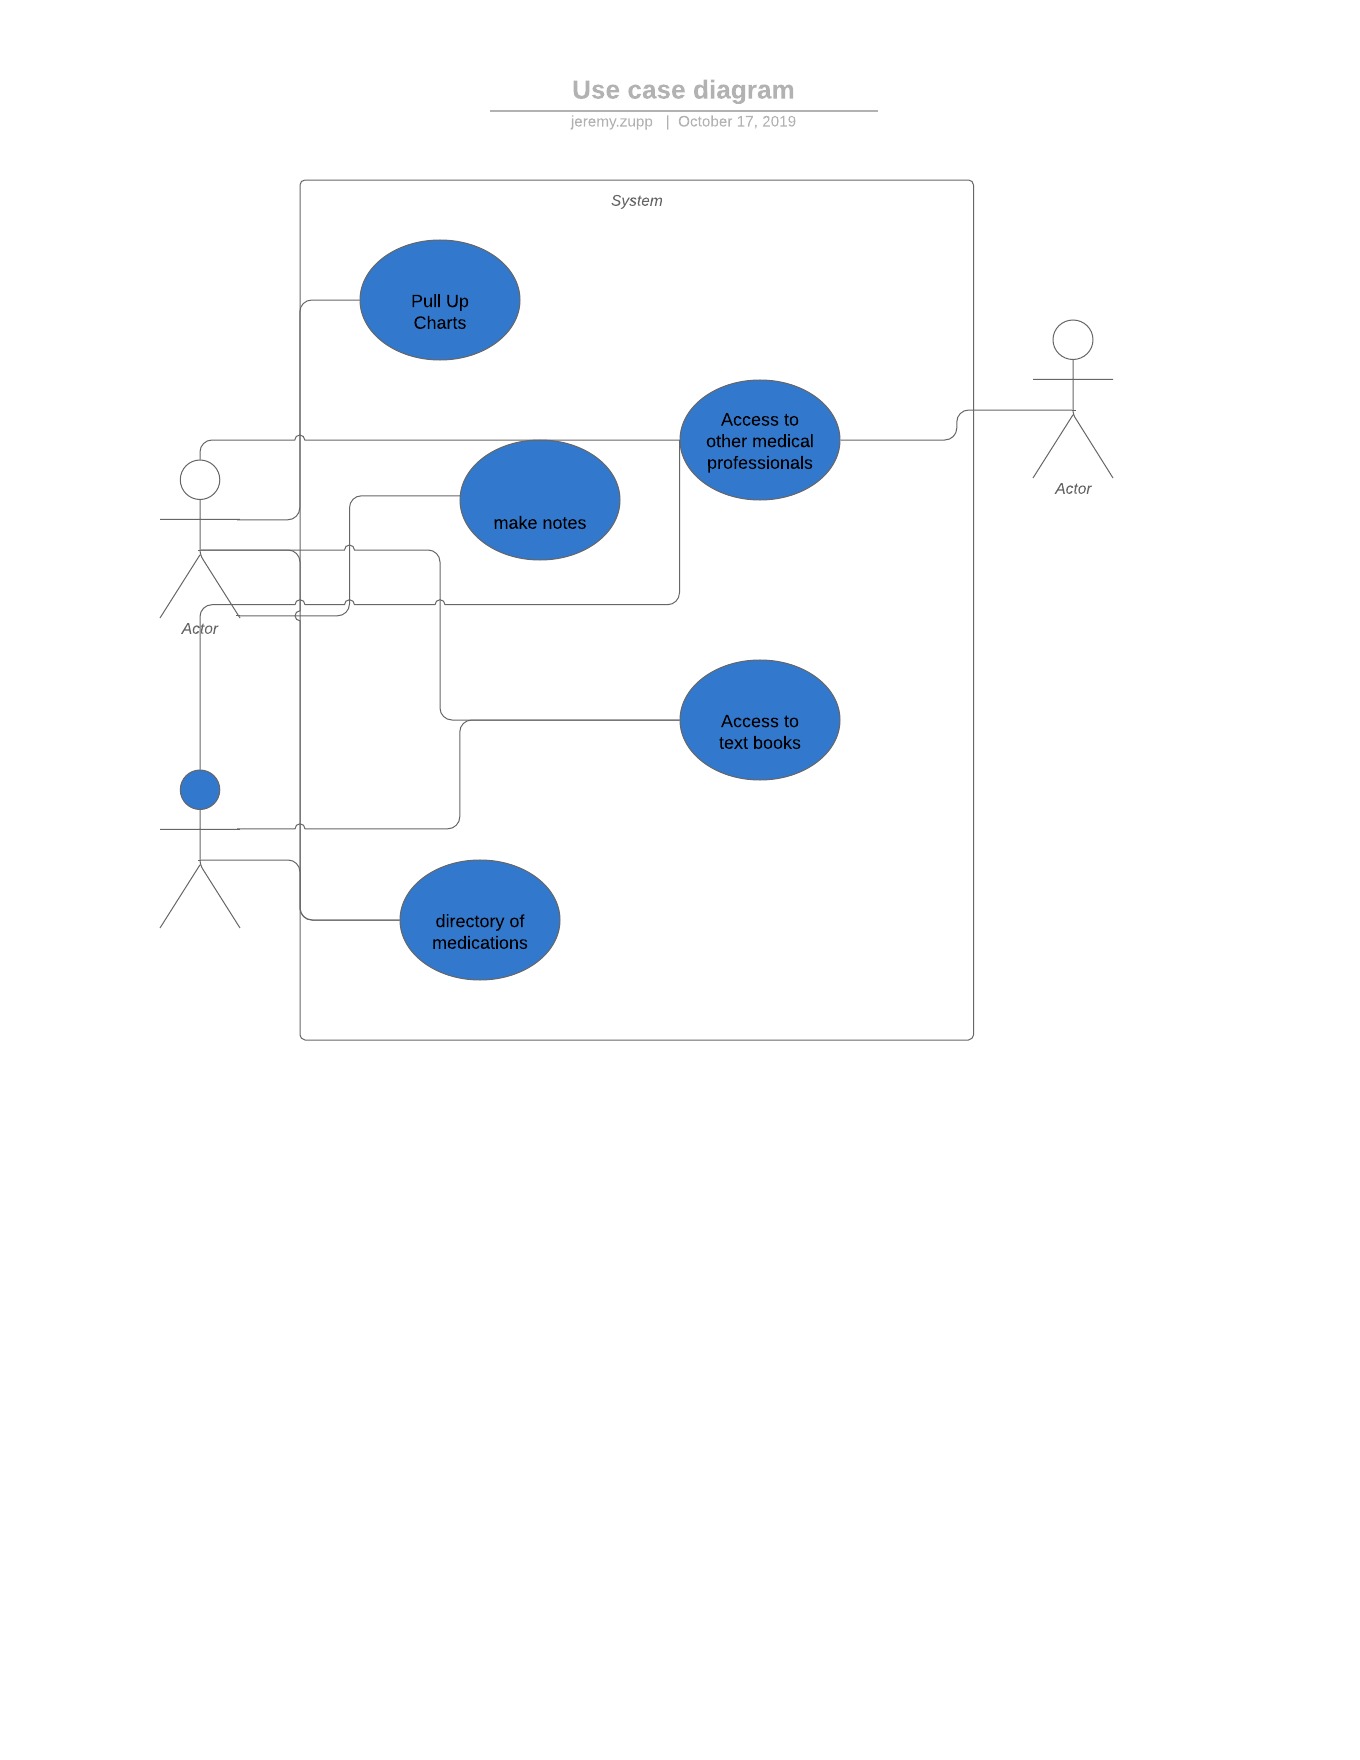 Use case diagram
jeremy.zupp | October 17, 2019
System
Pull Up
Charts
Access to
other medical
professionals
make notes
Actor
Actor
Access to
text books
directory of
medications